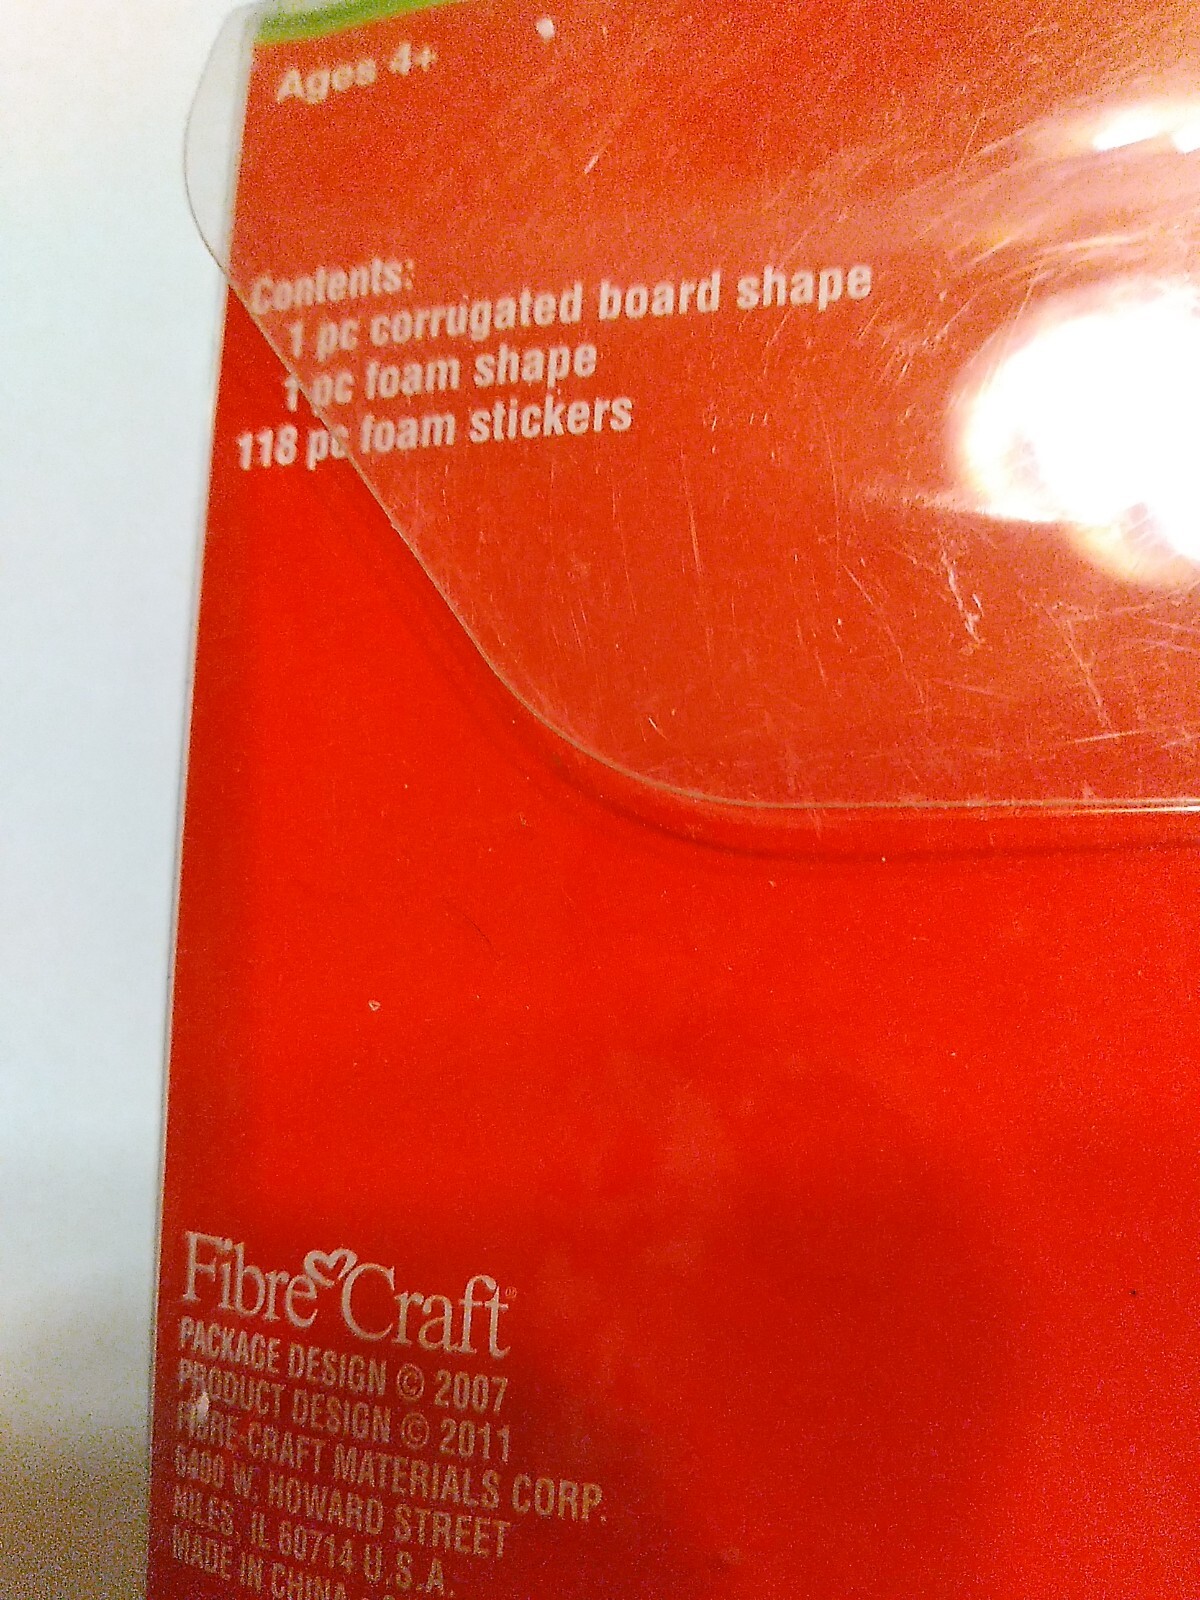 Ages 4+
Contents:
1 pc corrugated board shape
1 pc foam shape
118 pc foam stickers
Fibre Craft®
PACKAGE DESIGN © 2007
PRODUCT DESIGN © 2011
FIBRE-CRAFT MATERIALS CORP.
6400 W. HOWARD STREET
NILES, IL 60714 U.S.A.
MADE IN CHINA